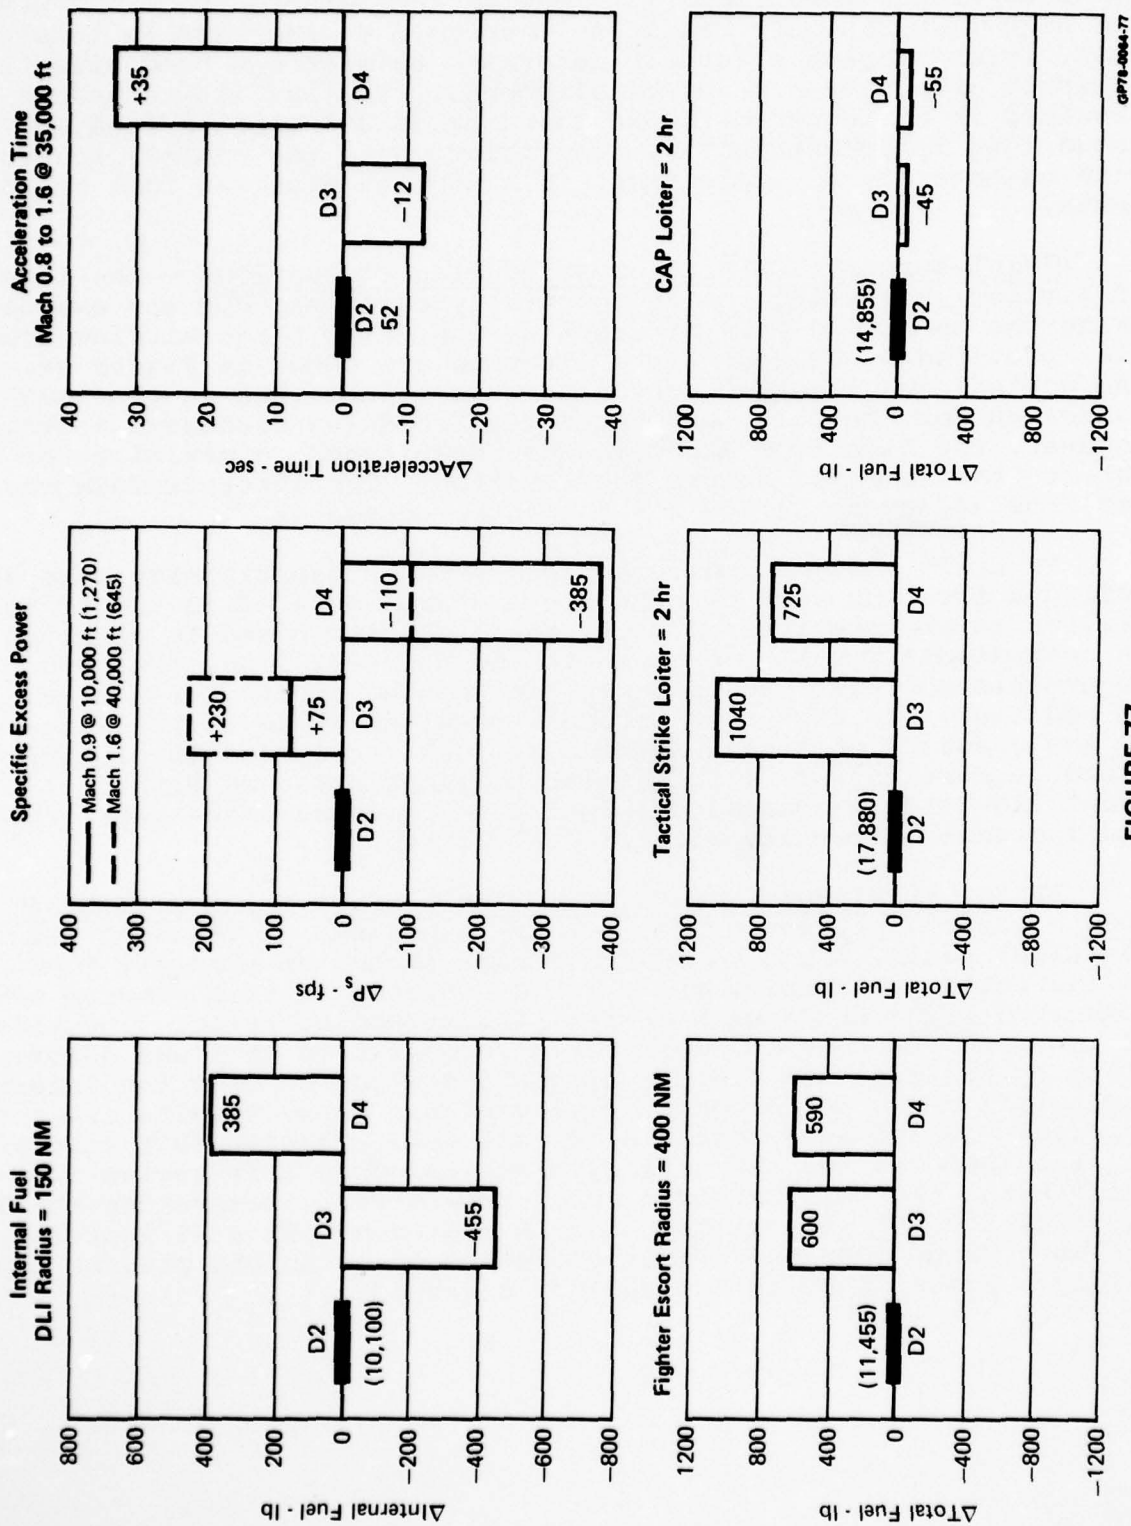 Internal Fuel
DLI Radius = 150 NM
ΔInternal Fuel - lb
800
600
400
200
0
−200
−400
−600
−800
D2
(10,100)
D3
−455
385
D4
Specific Excess Power
Mach 0.9 @ 10,000 ft (1,270)
Mach 1.6 @ 40,000 ft (645)
ΔPs - fps
400
300
200
100
0
−100
−200
−300
−400
D2
+230
+75
D3
D4
−110
−385
Acceleration Time
Mach 0.8 to 1.6 @ 35,000 ft
ΔAcceleration Time - sec
40
30
20
10
0
−10
−20
−30
−40
D2
52
D3
−12
+35
D4
Fighter Escort Radius = 400 NM
ΔTotal Fuel - lb
1200
800
400
0
−400
−800
−1200
(11,455)
D2
600
D3
590
D4
Tactical Strike Loiter = 2 hr
ΔTotal Fuel - lb
1200
800
400
0
−400
−800
−1200
(17,880)
D2
1040
D3
725
D4
CAP Loiter = 2 hr
ΔTotal Fuel - lb
1200
800
400
0
−400
−800
−1200
(14,855)
D2
D3
−45
D4
−55
GP78-0064-77
FIGURE 77